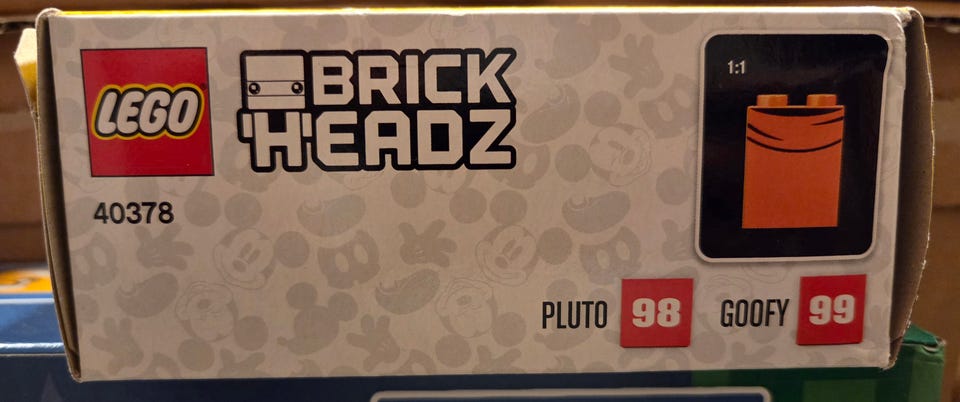 LEGO
BRICK
HEADZ
40378
1:1
PLUTO 98 GOOFY 99